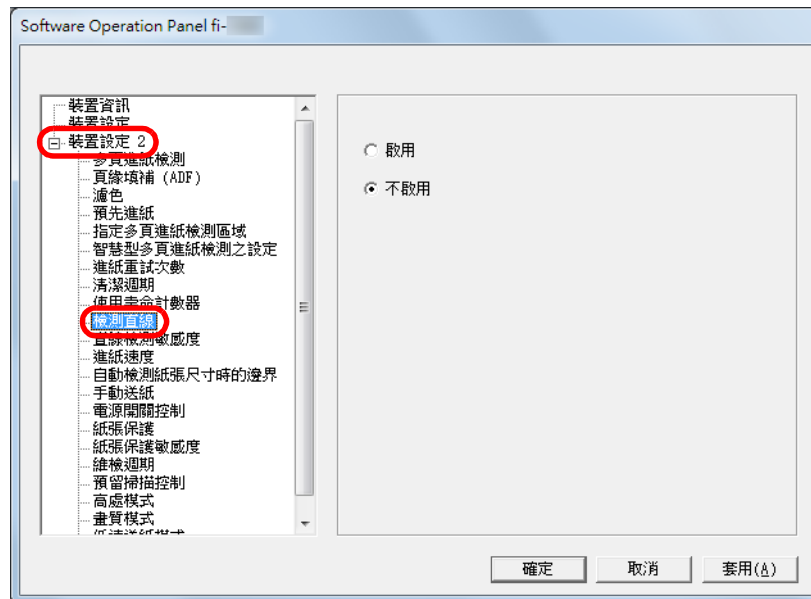 Software Operation Panel fi-
裝置資訊
裝置設定
裝置設定 2
多頁進紙檢測
頁緣填補 (ADF)
濾色
預先進紙
指定多頁進紙檢測區域
智慧型多頁進紙檢測之設定
進紙重試次數
清潔週期
使用壽命計數器
檢測直線
直線檢測敏感度
進紙速度
自動檢測紙張尺寸時的邊界
手動送紙
電源開關控制
紙張保護
紙張保護敏感度
維檢週期
預留掃描控制
高處模式
畫質模式
低速送紙模式
啟用
不啟用
確定
取消
套用(A)